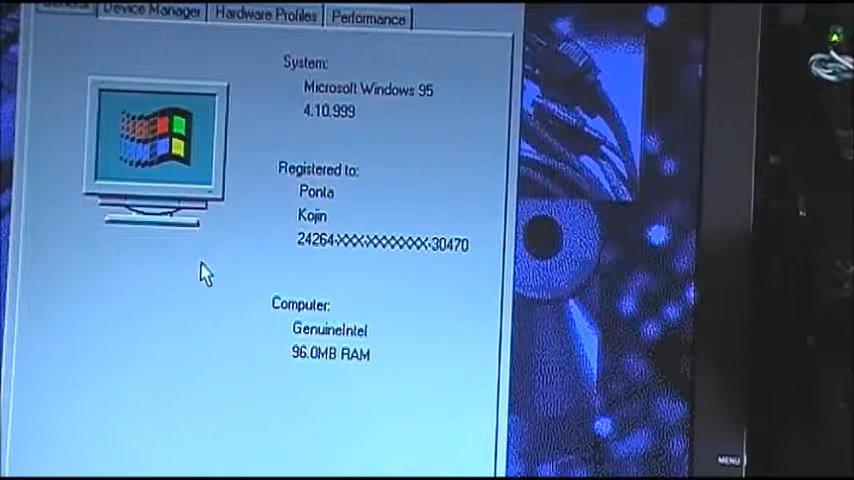 General Device Manager Hardware Profiles Performance
System:
Microsoft Windows 95
4.10.999
Registered to:
Ponta
Kojin
24264-XXX-XXXXXXX-30470
Computer:
GenuineIntel
96.0MB RAM
MENU